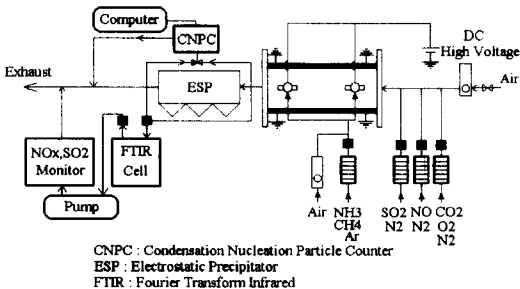 Computer
CNPC
DC
High Voltage
Exhaust
ESP
Air
NOx,SO2
Monitor
FTIR
Cell
Pump
Air
NH3
CH4
Ar
SO2
N2
NO
N2
CO2
O2
N2
CNPC : Condensation Nucleation Particle Counter
ESP : Electrostatic Precipitator
FTIR : Fourier Transform Infrared